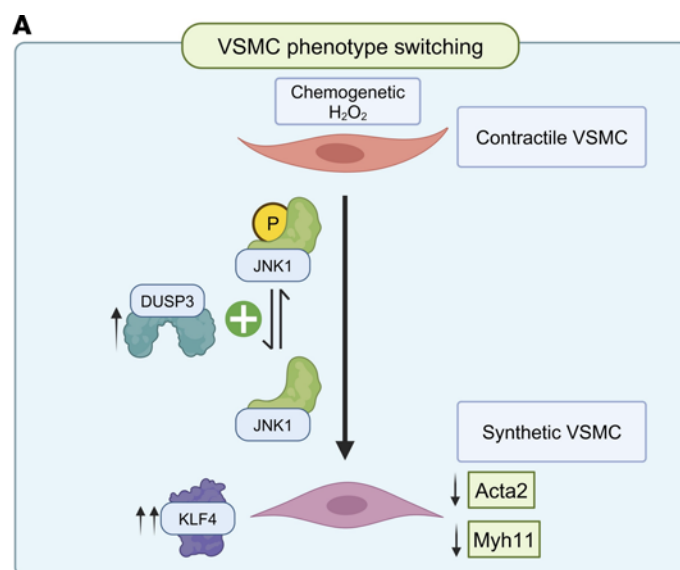 A
VSMC phenotype switching
Chemogenetic
H₂O₂
Contractile VSMC
P
JNK1
DUSP3
JNK1
Synthetic VSMC
KLF4
Acta2
Myh11